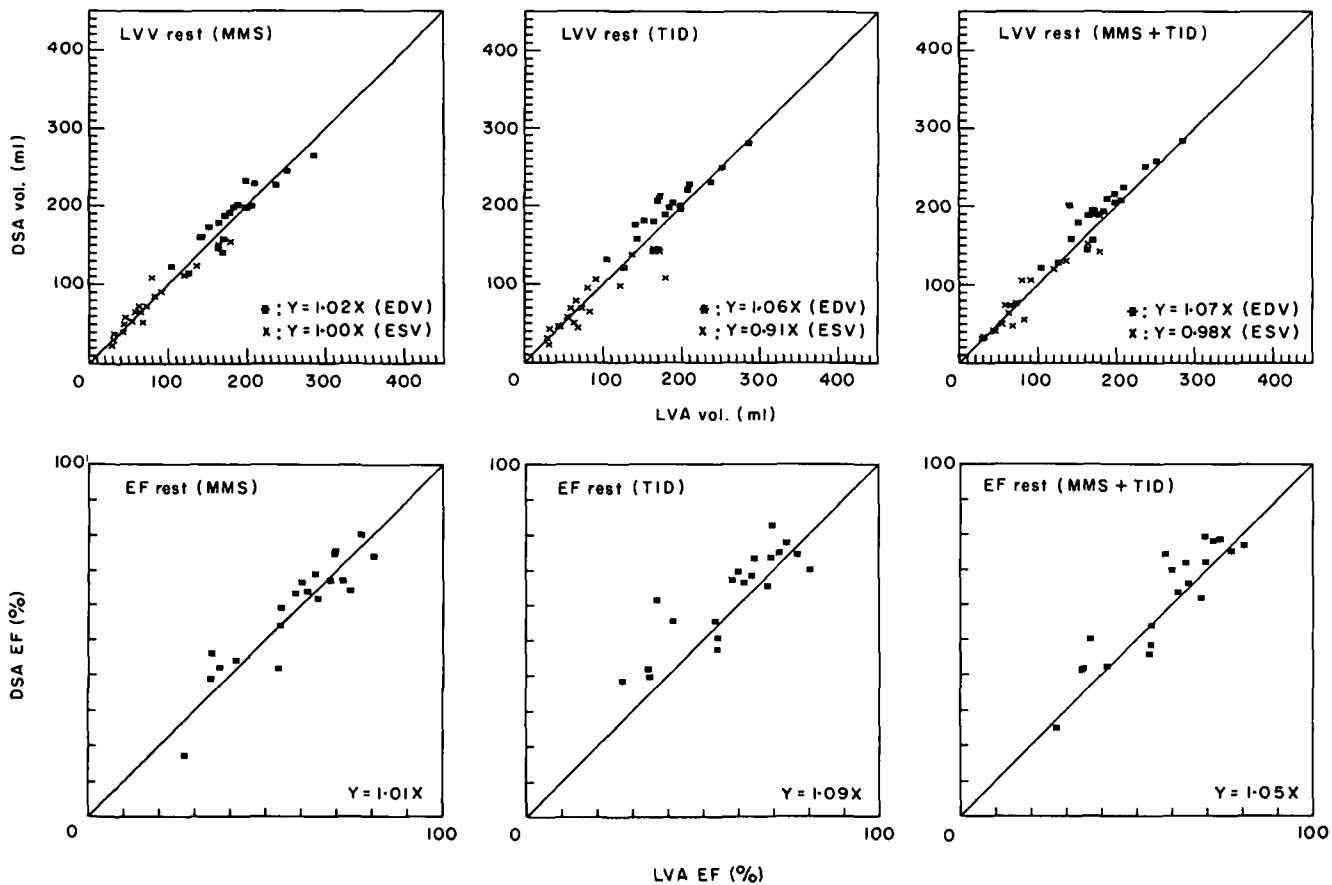 LVV rest (MMS)
400
300
200
100
0
100
200
300
400
DSA vol. (ml)
■ : Y=1·02X (EDV)
x : Y=1·00X (ESV)
LVV rest (TID)
400
300
200
100
0
100
200
300
400
■ : Y=1·06X (EDV)
x : Y=0·91X (ESV)
LVA vol. (ml)
LVV rest (MMS + TID)
400
300
200
100
0
100
200
300
400
■ : Y=1·07X (EDV)
x : Y=0·98X (ESV)
100
EF rest (MMS)
DSA EF (%)
Y=1·01X
0
100
100
EF rest (TID)
Y=1·09X
0
100
LVA EF (%)
100
EF rest (MMS + TID)
Y=1·05X
0
100